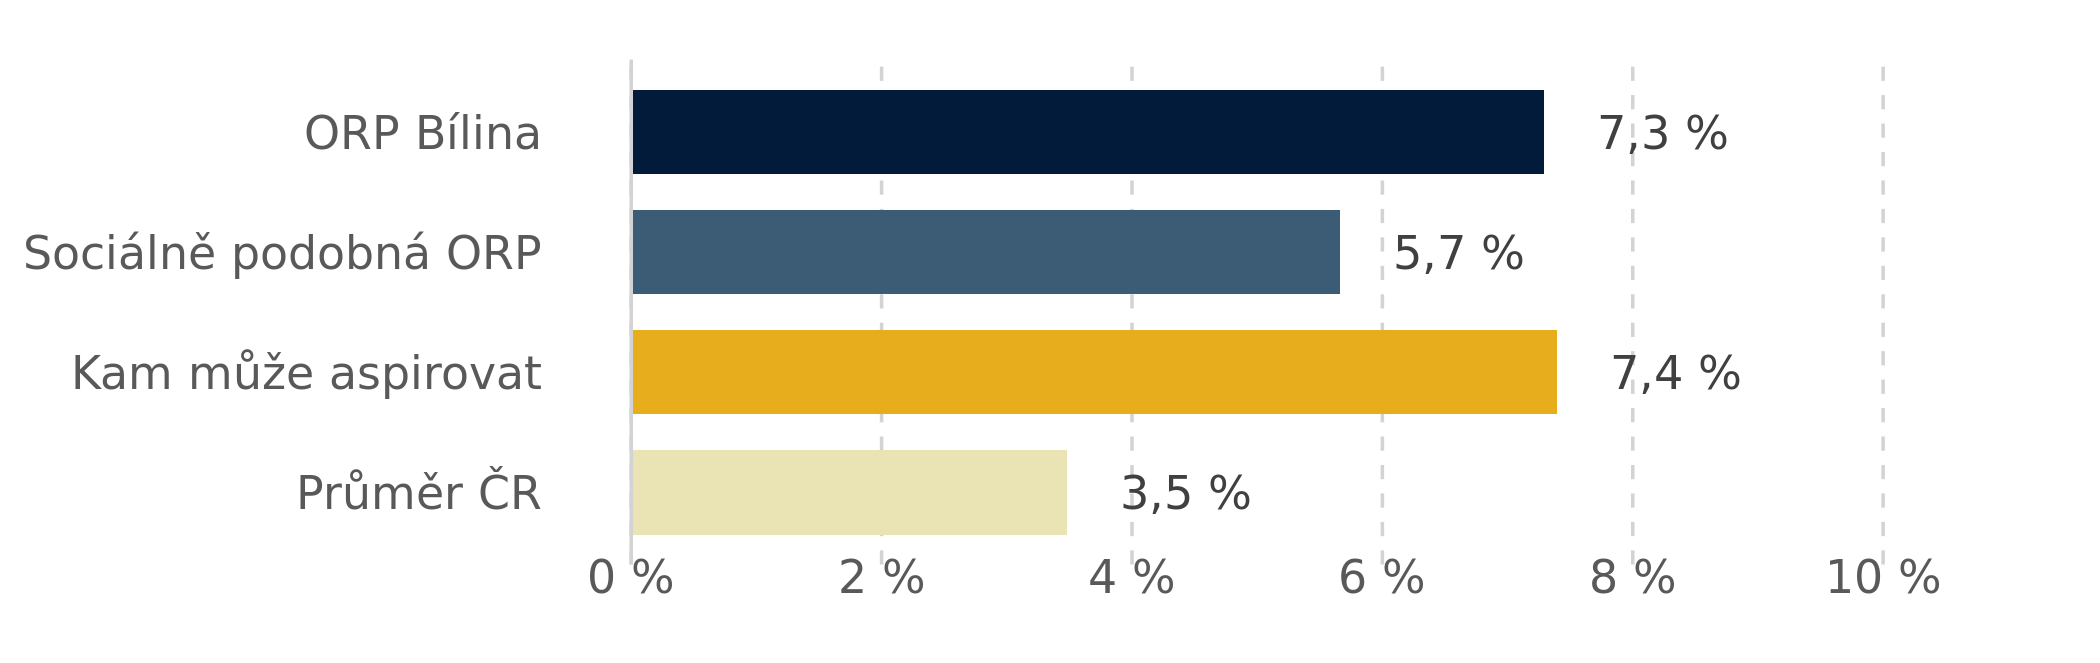 ORP Bílina
7,3 %
Sociálně podobná ORP
5,7 %
Kam může aspirovat
7,4 %
Průměr ČR
3,5 %
0 %
2 %
4 %
6 %
8 %
10 %